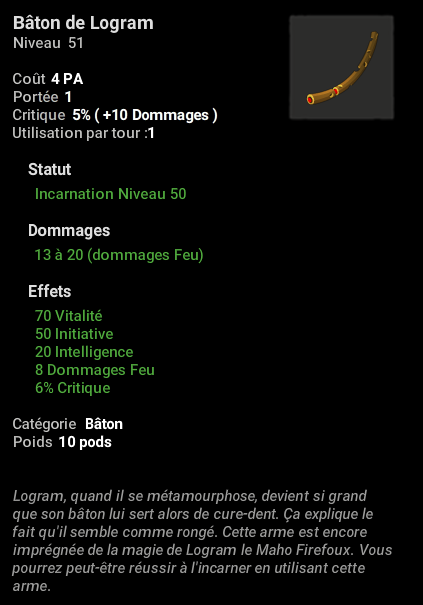 Bâton de Logram
Niveau 51
Coût 4 PA
Portée 1
Critique 5% ( +10 Dommages )
Utilisation par tour :1
Statut
Incarnation Niveau 50
Dommages
13 à 20 (dommages Feu)
Effets
70 Vitalité
50 Initiative
20 Intelligence
8 Dommages Feu
6% Critique
Catégorie Bâton
Poids 10 pods
Logram, quand il se métamorphose, devient si grand
que son bâton lui sert alors de cure-dent. Ça explique le
fait qu'il semble comme rongé. Cette arme est encore
imprégnée de la magie de Logram le Maho Firefoux. Vous
pourrez peut-être réussir à l'incarner en utilisant cette
arme.